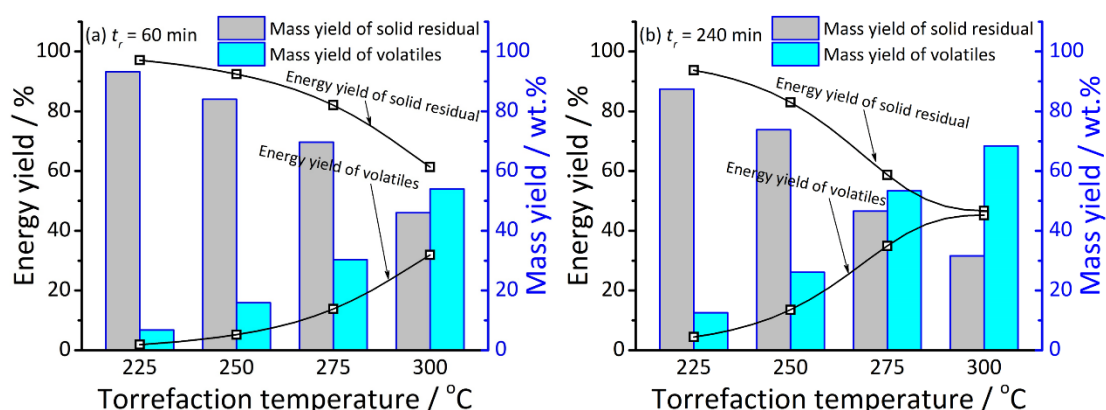 (a) tr = 60 min
Mass yield of solid residual
Mass yield of volatiles
Energy yield of solid residual
Energy yield of volatiles
Energy yield / %
100
80
60
40
20
0
225 250 275 300
Torrefaction temperature / °C
100
80
60
40
20
0
Mass yield / wt.%
(b) tr = 240 min
Mass yield of solid residual
Mass yield of volatiles
Energy yield of solid residual
Energy yield of volatiles
Energy yield / %
100
80
60
40
20
0
225 250 275 300
Torrefaction temperature / °C
100
80
60
40
20
0
Mass yield / wt.%